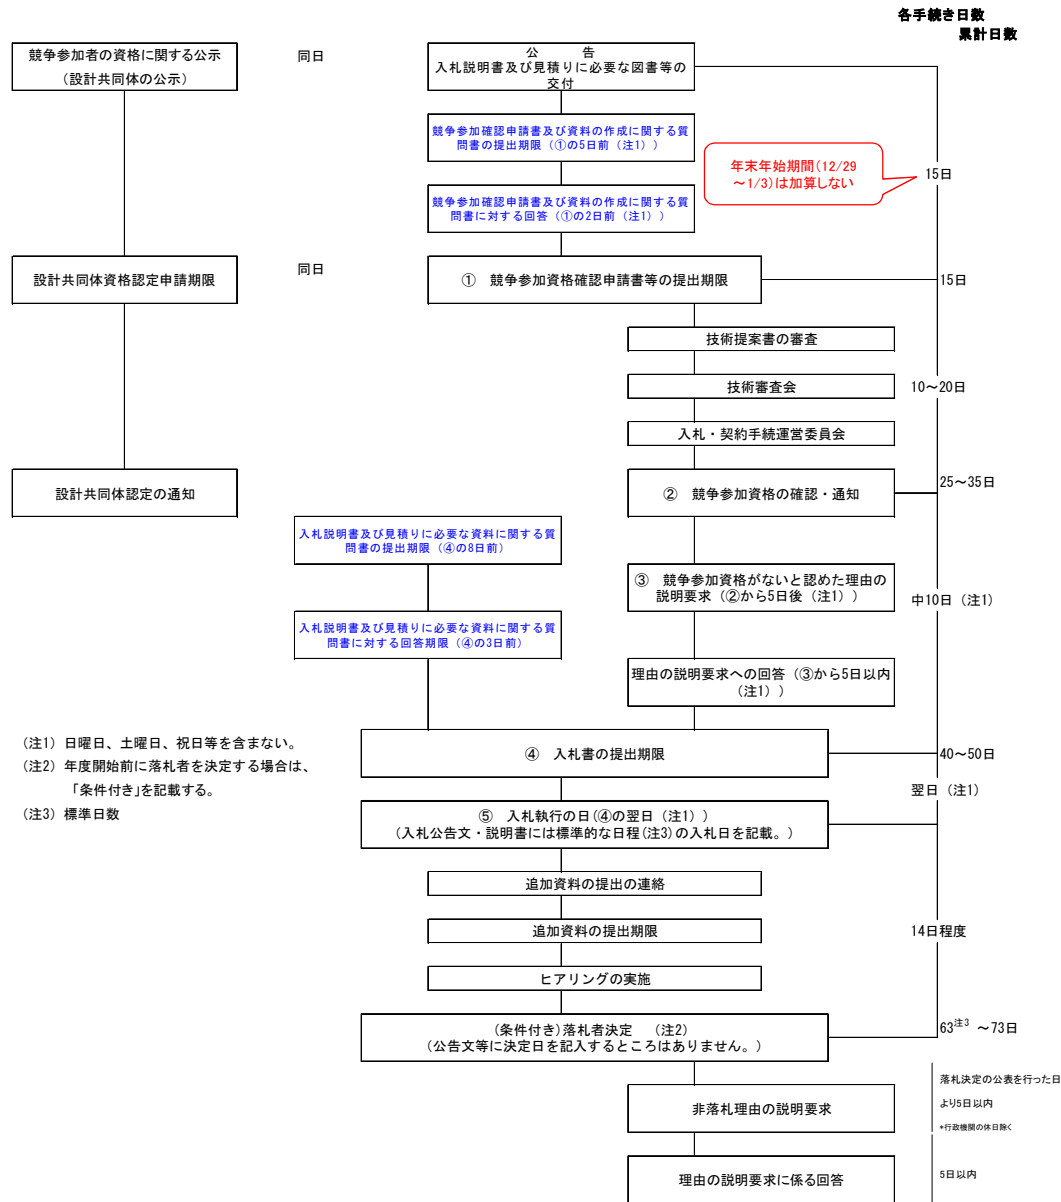 各手続き日数
累計日数
競争参加者の資格に関する公示
(設計共同体の公示)
同日
公　　告
入札説明書及び見積りに必要な図書等の
交付
競争参加確認申請書及び資料の作成に関する質
問書の提出期限（①の5日前（注1））
年末年始期間(12/29
～1/3)は加算しない
15日
競争参加確認申請書及び資料の作成に関する質
問書に対する回答（①の2日前（注1））
設計共同体資格認定申請期限
同日
①　競争参加資格確認申請書等の提出期限
15日
技術提案書の審査
技術審査会
10～20日
入札・契約手続運営委員会
設計共同体認定の通知
②　競争参加資格の確認・通知
25～35日
入札説明書及び見積りに必要な資料に関する質
問書の提出期限（④の8日前）
③　競争参加資格がないと認めた理由の
説明要求（②から5日後（注1））
中10日（注1）
入札説明書及び見積りに必要な資料に関する質
問書に対する回答期限（④の3日前）
理由の説明要求への回答（③から5日以内
（注1））
(注1) 日曜日、土曜日、祝日等を含まない。
(注2) 年度開始前に落札者を決定する場合は、
「条件付き」を記載する。
(注3) 標準日数
④　入札書の提出期限
40～50日
翌日（注1）
⑤　入札執行の日(④の翌日（注1））
(入札公告文・説明書には標準的な日程(注3)の入札日を記載。)
追加資料の提出の連絡
追加資料の提出期限
14日程度
ヒアリングの実施
(条件付き)落札者決定　(注2)
(公告文等に決定日を記入するところはありません。)
63注3 ～73日
非落札理由の説明要求
落札決定の公表を行った日
より5日以内
*行政機関の休日除く
理由の説明要求に係る回答
5日以内